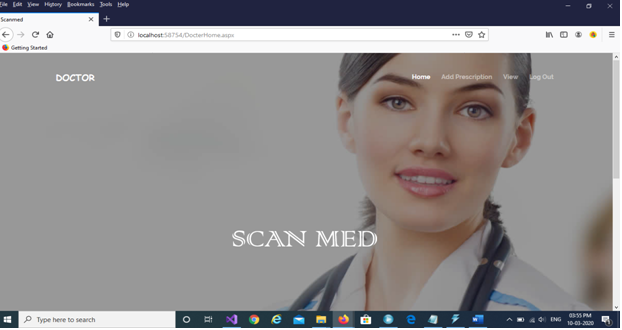 File Edit View History Bookmarks Tools Help
Scanmed
localhost:58754/DocterHome.aspx
Getting Started
DOCTOR
Home Add Prescription View Log Out
SCAN MED
Type here to search
ENG
03:55 PM
10-03-2020